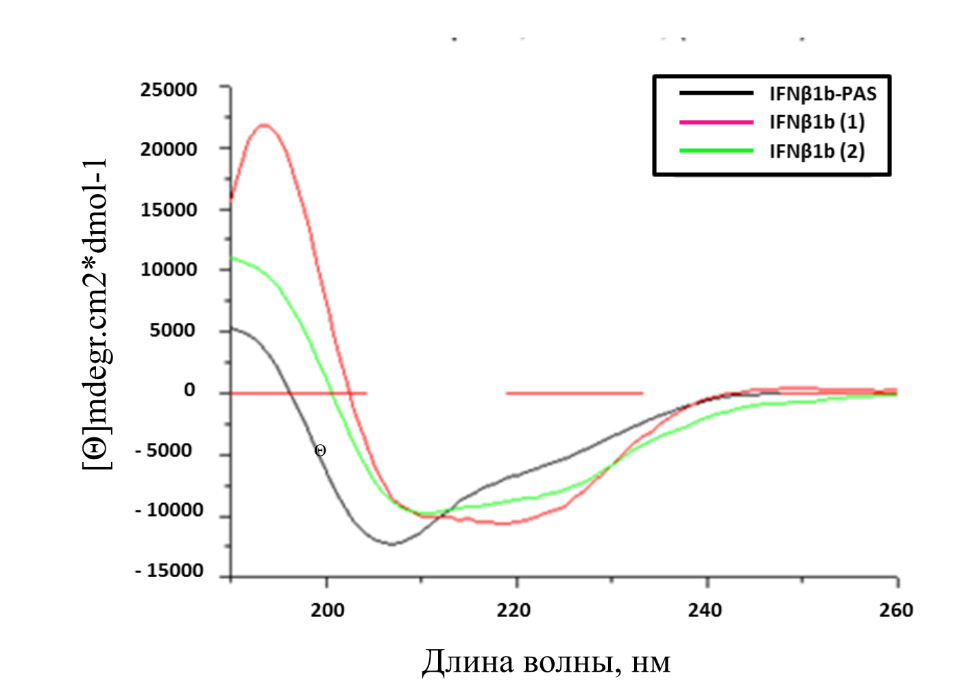 25000
20000
15000
10000
5000
0
- 5000
- 10000
- 15000
[Θ]mdegr.cm2*dmol-1
IFNβ1b-PAS
IFNβ1b (1)
IFNβ1b (2)
Θ
200
220
240
260
Длина волны, нм